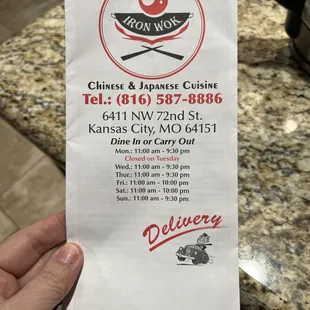 IRON WOK
Chinese & Japanese Cuisine
Tel.: (816) 587-8886
6411 NW 72nd St.
Kansas City, MO 64151
Dine In or Carry Out
Mon.: 11:00 am - 9:30 pm
Closed on Tuesday
Wed.: 11:00 am - 9:30 pm
Thur.: 11:00 am - 9:30 pm
Fri.: 11:00 am - 10:00 pm
Sat.: 11:00 am - 10:00 pm
Sun.: 11:00 am - 9:30 pm
Delivery